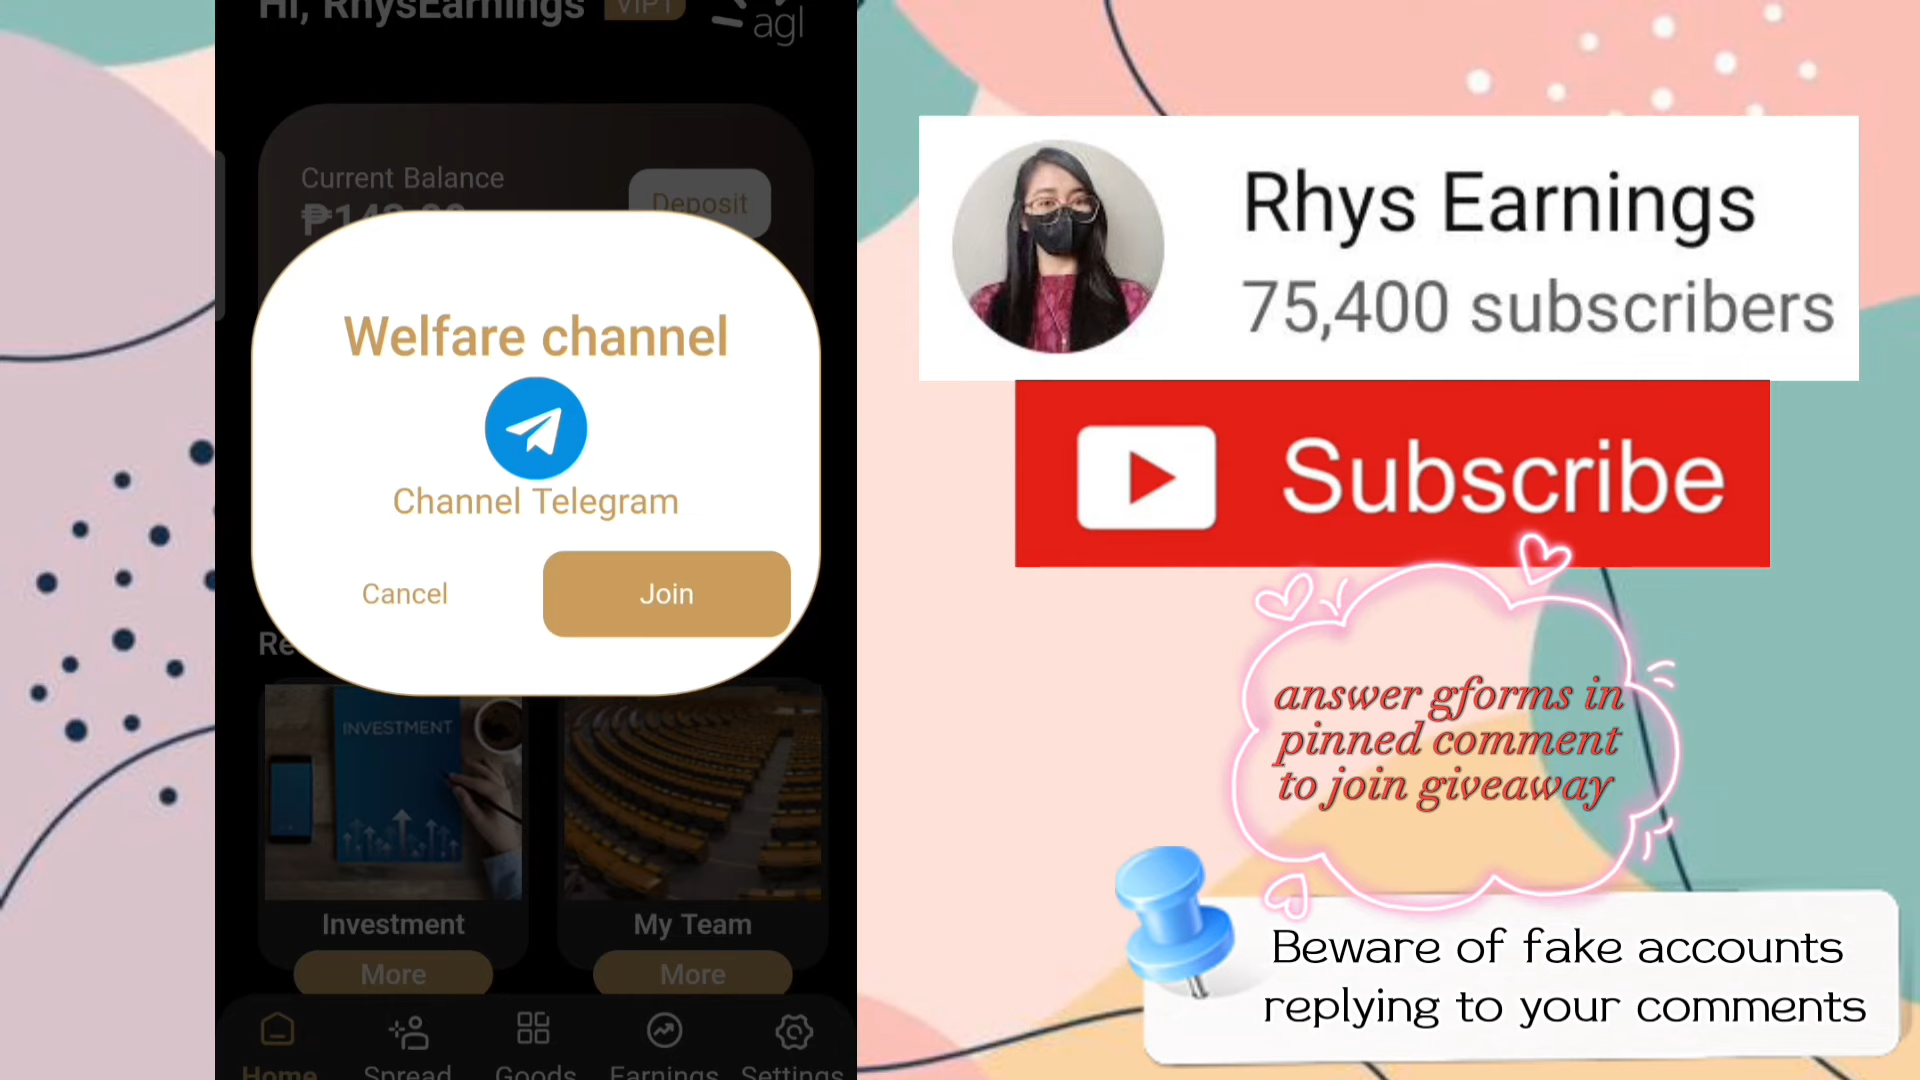 Hi, RhysEarnings
VIP1
agl
Current Balance
Deposit
Welfare channel
Channel Telegram
Cancel
Join
INVESTMENT
Investment
My Team
More
More
Home
Spread
Goods
Earnings
Settings
Rhys Earnings
75,400 subscribers
Subscribe
answer gforms in
pinned comment
to join giveaway
Beware of fake accounts
replying to your comments